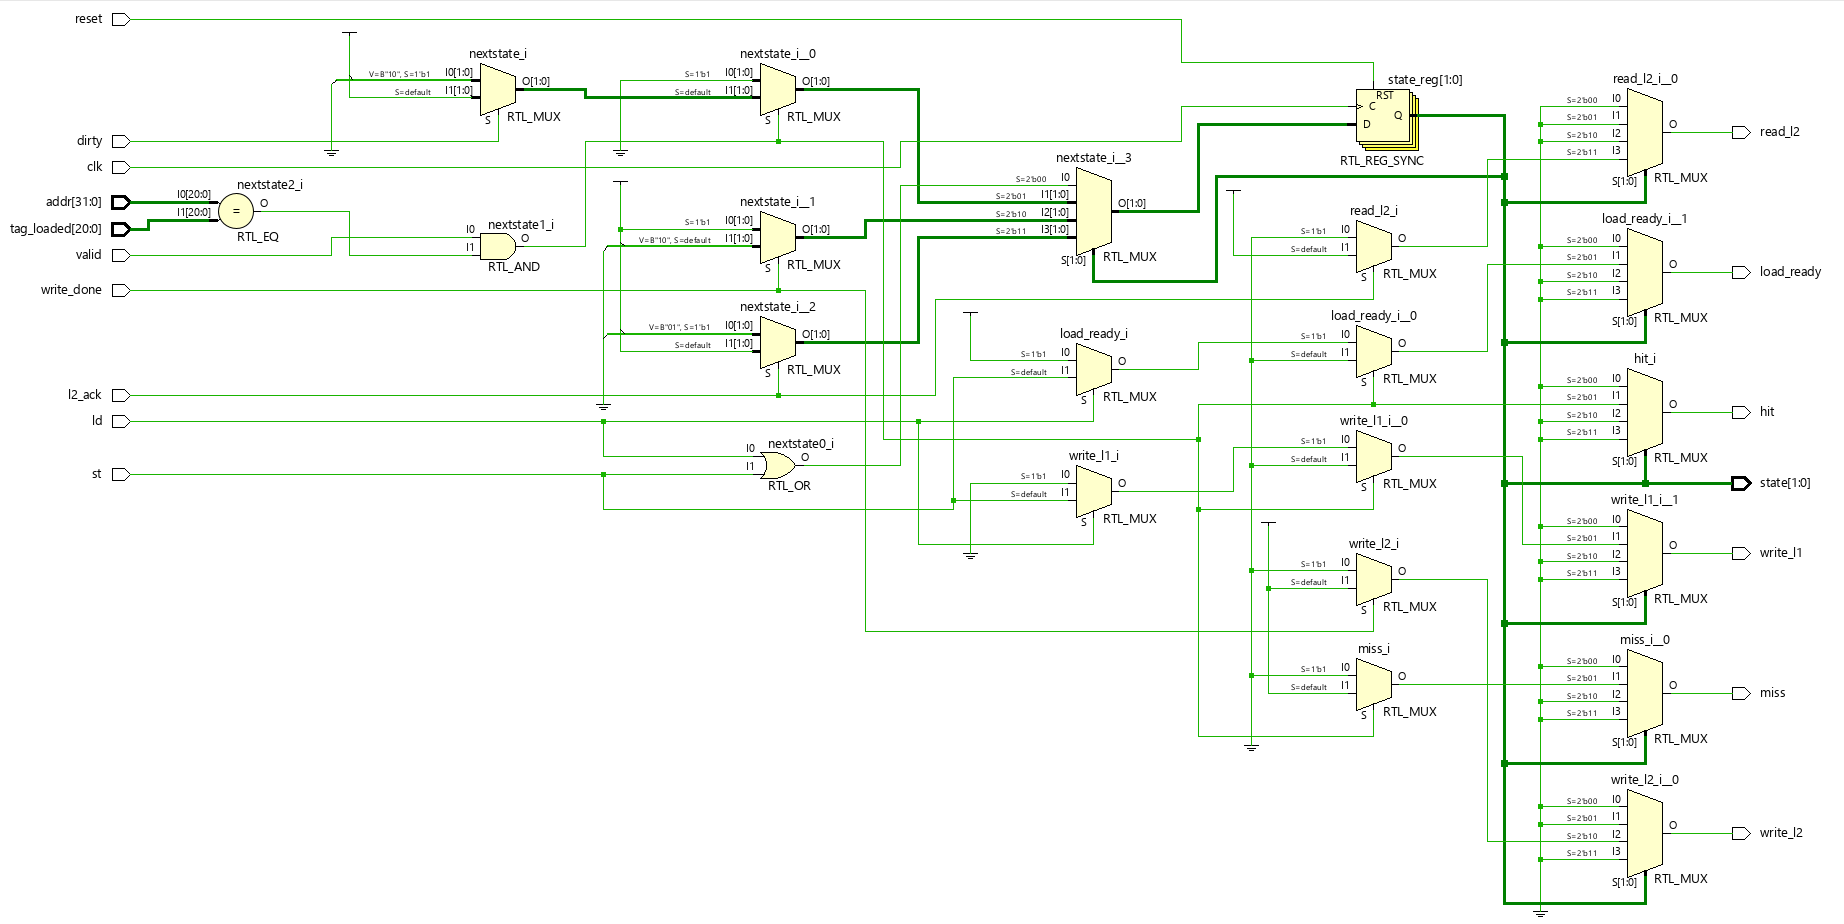 reset
dirty
clk
addr[31:0]
tag_loaded[20:0]
valid
write_done
l2_ack
ld
st
nextstate2_i
I0[20:0]
I1[20:0]
=
O
RTL_EQ
nextstate_i
V=B"10", S=1'b1 I0[1:0]
S=default I1[1:0]
O[1:0]
S
RTL_MUX
nextstate1_i
I0
I1
O
RTL_AND
nextstate_i__0
S=1'b1 I0[1:0]
S=default I1[1:0]
O[1:0]
S
RTL_MUX
nextstate_i__1
S=1'b1 I0[1:0]
V=B"10", S=default I1[1:0]
O[1:0]
S
RTL_MUX
nextstate_i__2
V=B"01", S=1'b1 I0[1:0]
S=default I1[1:0]
O[1:0]
S
RTL_MUX
nextstate0_i
I0
I1
O
RTL_OR
nextstate_i__3
S=2'b00 I0
S=2'b01 I1[1:0]
S=2'b10 I2[1:0]
S=2'b11 I3[1:0]
O[1:0]
S[1:0]
RTL_MUX
load_ready_i
S=1'b1 I0
S=default I1
O
S
RTL_MUX
write_l1_i
S=1'b1 I0
S=default I1
O
S
RTL_MUX
state_reg[1:0]
RST
C
D
Q
RTL_REG_SYNC
read_l2_i
S=1'b1 I0
S=default I1
O
S
RTL_MUX
load_ready_i__0
S=1'b1 I0
S=default I1
O
S
RTL_MUX
write_l1_i__0
S=1'b1 I0
S=default I1
O
S
RTL_MUX
write_l2_i
S=1'b1 I0
S=default I1
O
S
RTL_MUX
miss_i
S=1'b1 I0
S=default I1
O
S
RTL_MUX
read_l2_i__0
S=2'b00 I0
S=2'b01 I1
S=2'b10 I2
S=2'b11 I3
O
S[1:0]
RTL_MUX
read_l2
load_ready_i__1
S=2'b00 I0
S=2'b01 I1
S=2'b10 I2
S=2'b11 I3
O
S[1:0]
RTL_MUX
load_ready
hit_i
S=2'b00 I0
S=2'b01 I1
S=2'b10 I2
S=2'b11 I3
O
S[1:0]
RTL_MUX
hit
state[1:0]
write_l1_i__1
S=2'b00 I0
S=2'b01 I1
S=2'b10 I2
S=2'b11 I3
O
S[1:0]
RTL_MUX
write_l1
miss_i__0
S=2'b00 I0
S=2'b01 I1
S=2'b10 I2
S=2'b11 I3
O
S[1:0]
RTL_MUX
miss
write_l2_i__0
S=2'b00 I0
S=2'b01 I1
S=2'b10 I2
S=2'b11 I3
O
S[1:0]
RTL_MUX
write_l2